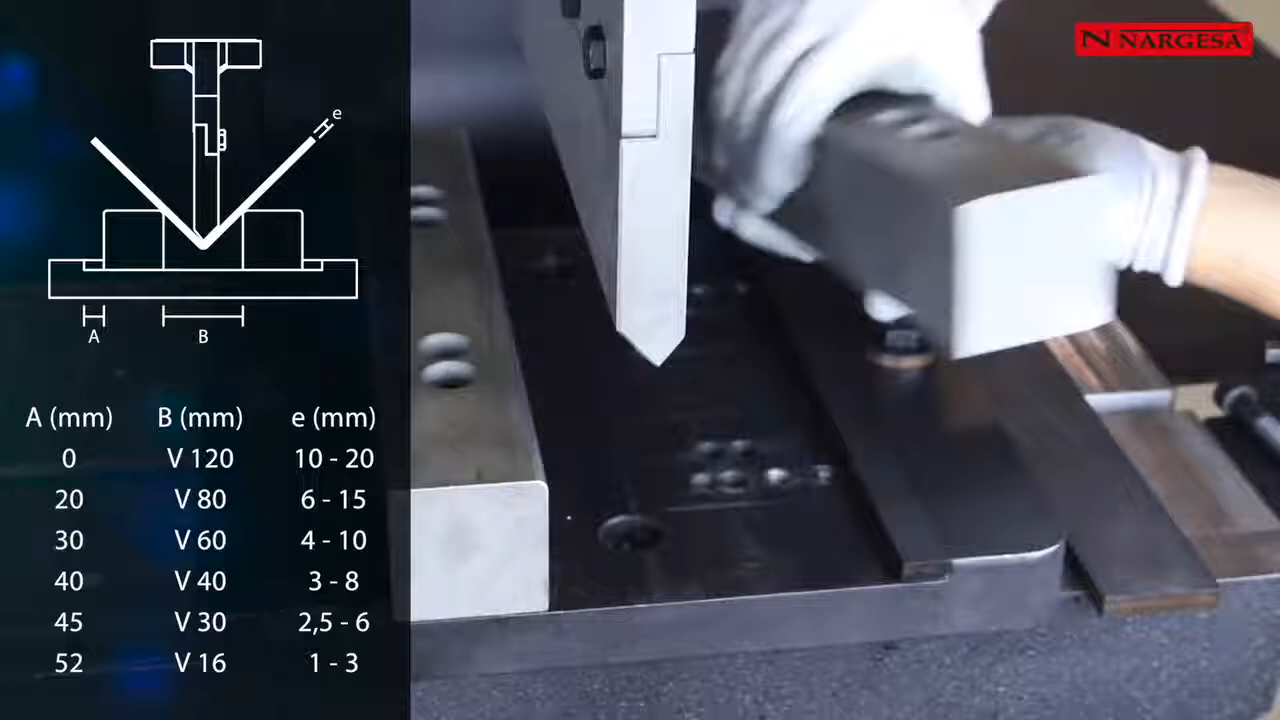 NARGESA
e
A
B
A (mm) B (mm) e (mm)
0 V 120 10 - 20
20 V 80 6 - 15
30 V 60 4 - 10
40 V 40 3 - 8
45 V 30 2,5 - 6
52 V 16 1 - 3